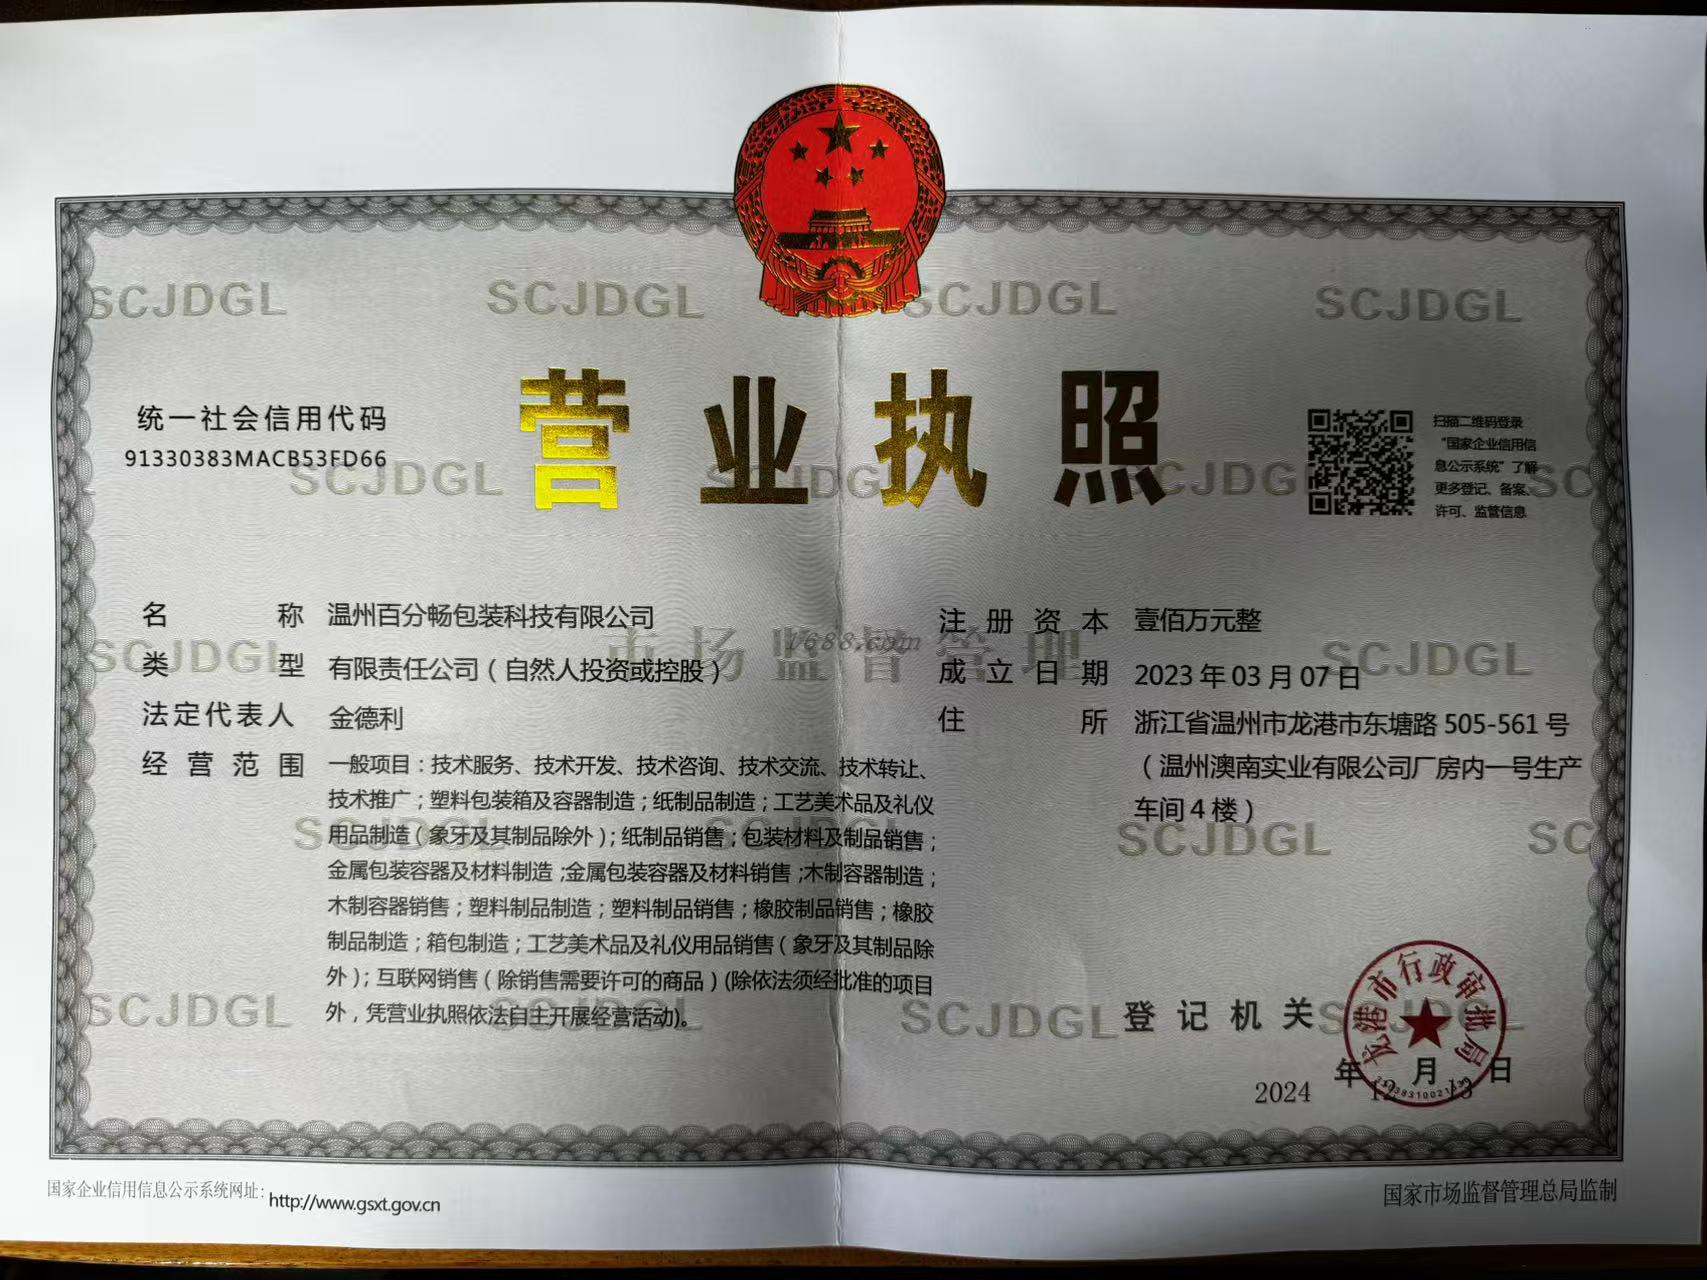 营业执照
统一社会信用代码
91330383MACB53FD66
扫描二维码登录
“国家企业信用信
息公示系统”了解
更多登记、备案、
许可、监管信息
名称 温州百分畅包装科技有限公司
类型 有限责任公司（自然人投资或控股）
法定代表人 金德利
经营范围 一般项目：技术服务、技术开发、技术咨询、技术交流、技术转让、
技术推广；塑料包装箱及容器制造；纸制品制造；工艺美术品及礼仪
用品制造（象牙及其制品除外）；纸制品销售；包装材料及制品销售；
金属包装容器及材料制造；金属包装容器及材料销售；木制容器制造；
木制容器销售；塑料制品制造；塑料制品销售；橡胶制品销售；橡胶
制品制造；箱包制造；工艺美术品及礼仪用品销售（象牙及其制品除
外）；互联网销售（除销售需要许可的商品）(除依法须经批准的项目
外，凭营业执照依法自主开展经营活动)。
注册资本 壹佰万元整
成立日期 2023年03月07日
住所 浙江省温州市龙港市东塘路505-561号
（温州澳南实业有限公司厂房内一号生产
车间4楼）
登记机关
龙港市行政审批局
2024年12月13日
国家企业信用信息公示系统网址：http://www.gsxt.gov.cn
国家市场监督管理总局监制
SCJDGL
市场监督管理
1688.com